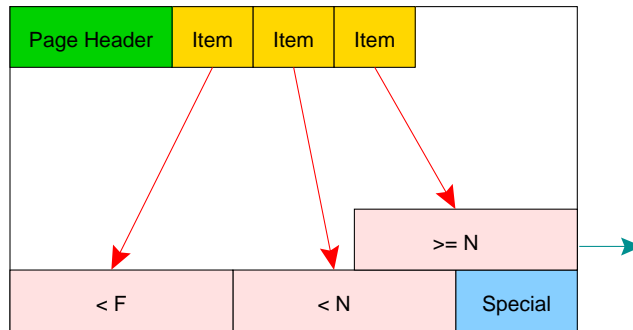 Page Header Item Item Item
>= N
< F < N Special